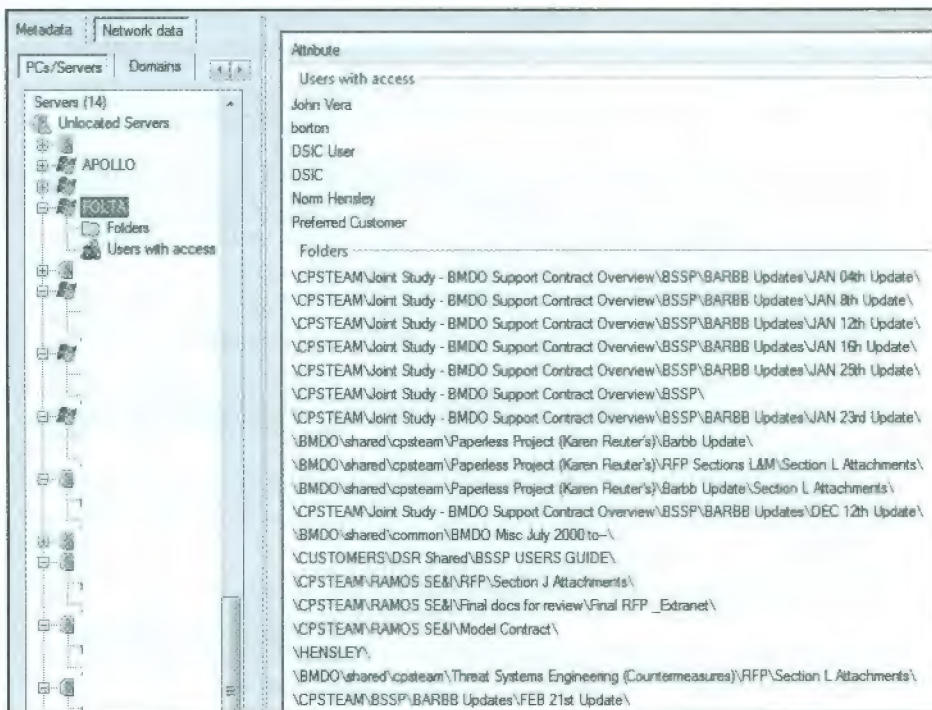 Metadata
Network data
PCs/Servers
Domains
Servers (14)
Unlocated Servers
APOLLO
FOLTA
Folders
Users with access
Attribute
Users with access
John Vera
borton
DSIC User
DSIC
Norm Hensley
Preferred Customer
Folders
\CPSTEAM\Joint Study - BMDO Support Contract Overview\BSSP\BARBB Updates\JAN 04th Update\
\CPSTEAM\Joint Study - BMDO Support Contract Overview\BSSP\BARBB Updates\JAN 8th Update\
\CPSTEAM\Joint Study - BMDO Support Contract Overview\BSSP\BARBB Updates\JAN 12th Update\
\CPSTEAM\Joint Study - BMDO Support Contract Overview\BSSP\BARBB Updates\JAN 16h Update\
\CPSTEAM\Joint Study - BMDO Support Contract Overview\BSSP\BARBB Updates\JAN 25th Update\
\CPSTEAM\Joint Study - BMDO Support Contract Overview\BSSP\
\CPSTEAM\Joint Study - BMDO Support Contract Overview\BSSP\BARBB Updates\JAN 23rd Update\
\BMDO\shared\cpsteam\Paperless Project (Karen Reuter's)\Barbb Update\
\BMDO\shared\cpsteam\Paperless Project (Karen Reuter's)\RFP Sections L&M\Section L Attachments\
\BMDO\shared\cpsteam\Paperless Project (Karen Reuter's)\Barbb Update\Section L Attachments\
\CPSTEAM\Joint Study - BMDO Support Contract Overview\BSSP\BARBB Updates\DEC 12th Update\
\BMDO\shared\common\BMDO Misc July 2000 to--\
\CUSTOMERS\DSR Shared\BSSP USERS GUIDE\
\CPSTEAM\RAMOS SE&I\RFP\Section J Attachments\
\CPSTEAM\RAMOS SE&I\Final docs for review\Final RFP _Extranet\
\CPSTEAM\RAMOS SE&I\Model Contract\
\HENSLEY\
\BMDO\shared\cpsteam\Threat Systems Engineering (Countermeasures)\RFP\Section L Attachments\
\CPSTEAM\BSSP\BARBB Updates\FEB 21st Update\